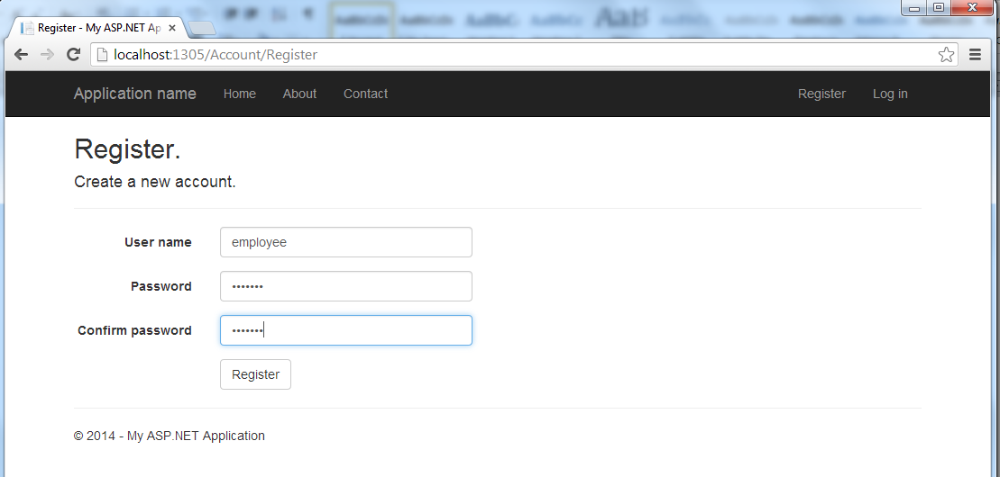 Register - My ASP.NET Ap
localhost:1305/Account/Register
Application name Home About Contact Register Log in
Register.
Create a new account.
User name employee
Password •••••••
Confirm password •••••••
Register
© 2014 - My ASP.NET Application